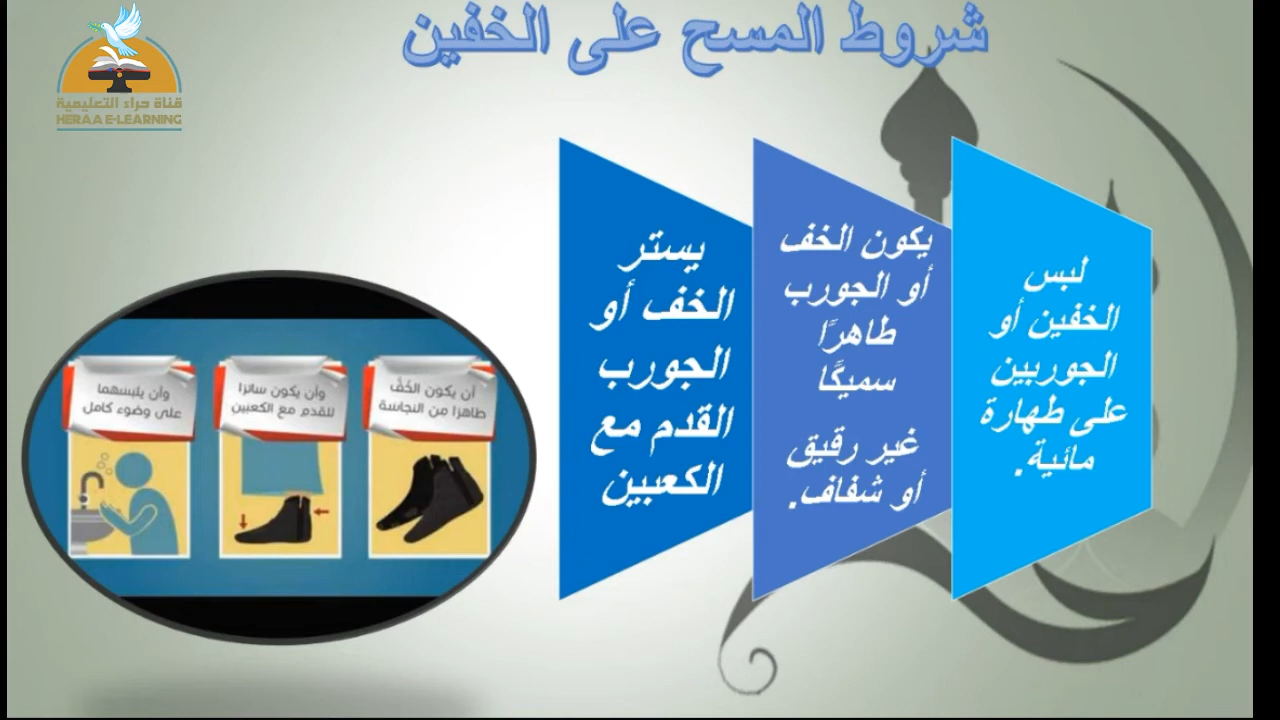 شروط المسح على الخفين
قناة حراء التعليمية
HERAA E-LEARNING
لبس
الخفين أو
الجوربين
على طهارة
مائية.
يكون الخف
أو الجورب
طاهرًا
سميكًا
غير رقيق
أو شفاف.
يستر
الخف أو
الجورب
القدم مع
الكعبين
أن يكون الخُفُّ
طاهرا من النجاسة
وأن يكون ساترا
للقدم مع الكعبين
وأن يلبسهما
على وضوء كامل